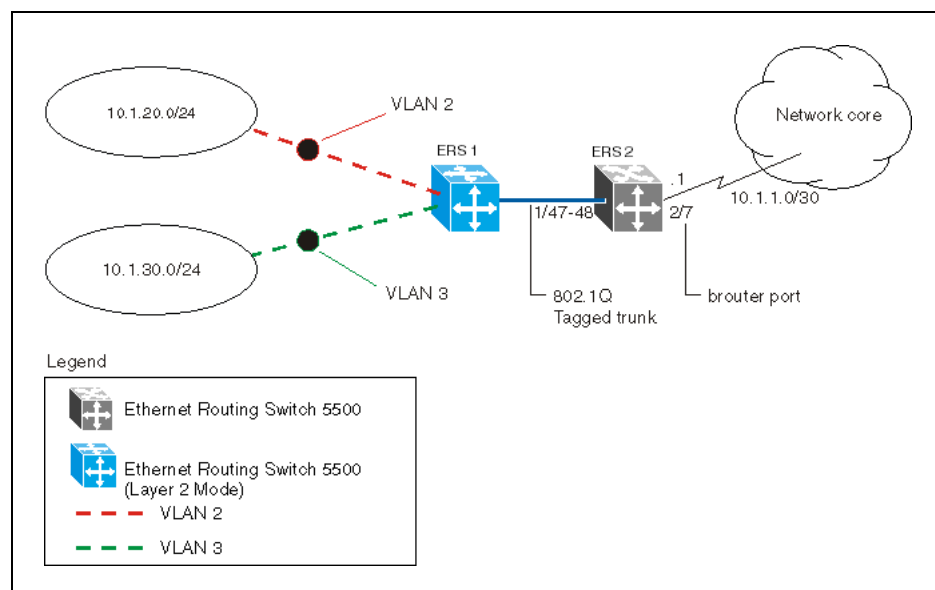 10.1.20.0/24
VLAN 2
Network core
ERS 1
ERS 2
.1
10.1.1.0/30
1/47-48
2/7
10.1.30.0/24
VLAN 3
802.1Q
Tagged trunk
brouter port
Legend
Ethernet Routing Switch 5500
Ethernet Routing Switch 5500
(Layer 2 Mode)
VLAN 2
VLAN 3